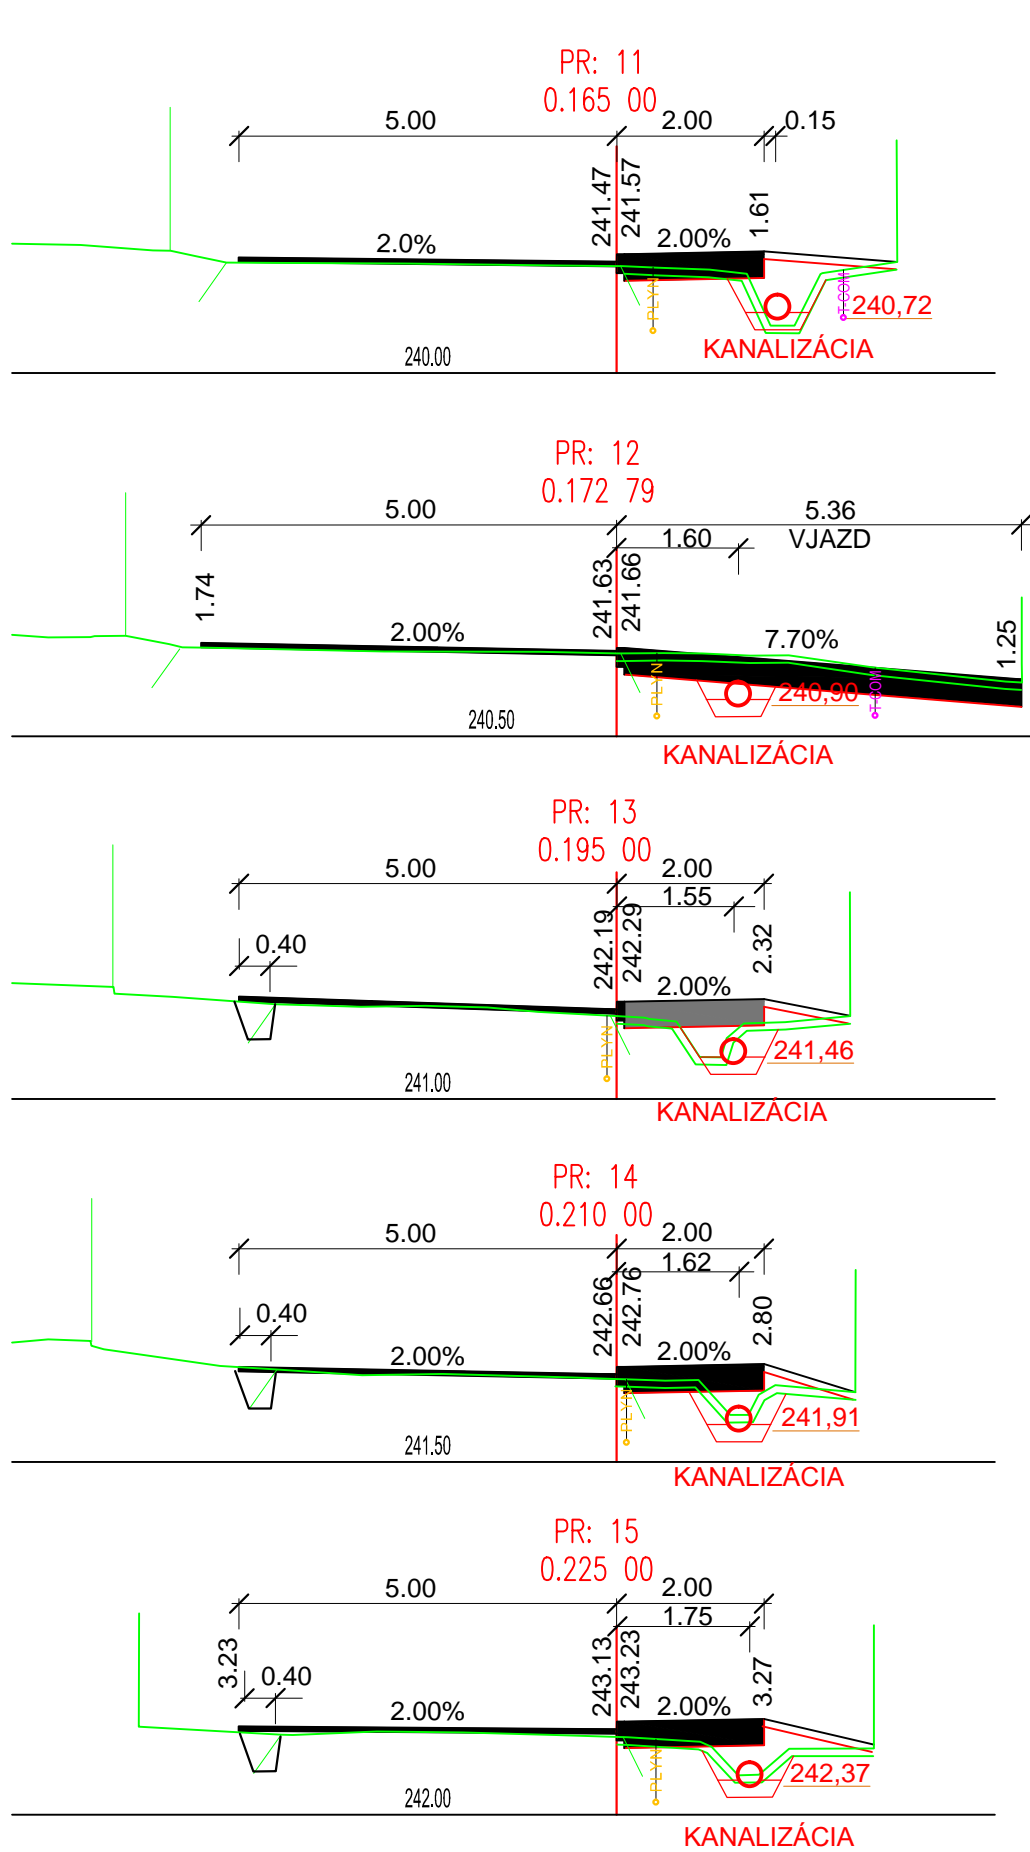 PR: 11
0.165 00
5.00 2.00 0.15
241.47 241.57 1.61
2.0% 2.00%
PLYN T-COM 240,72
KANALIZÁCIA
240.00
PR: 12
0.172 79
5.00 5.36
1.60 VJAZD
1.74 241.63 241.66 1.25
2.00% 7.70%
PLYN 240,90 T-COM
240.50
KANALIZÁCIA
PR: 13
0.195 00
5.00 2.00
1.55
0.40 242.19 242.29 2.32
2.00%
PLYN 241,46
241.00
KANALIZÁCIA
PR: 14
0.210 00
5.00 2.00
1.62
0.40 242.66 242.76 2.80
2.00% 2.00%
PLYN 241,91
241.50
KANALIZÁCIA
PR: 15
0.225 00
5.00 2.00
1.75
3.23 0.40 243.13 243.23 3.27
2.00% 2.00%
PLYN 242,37
242.00
KANALIZÁCIA